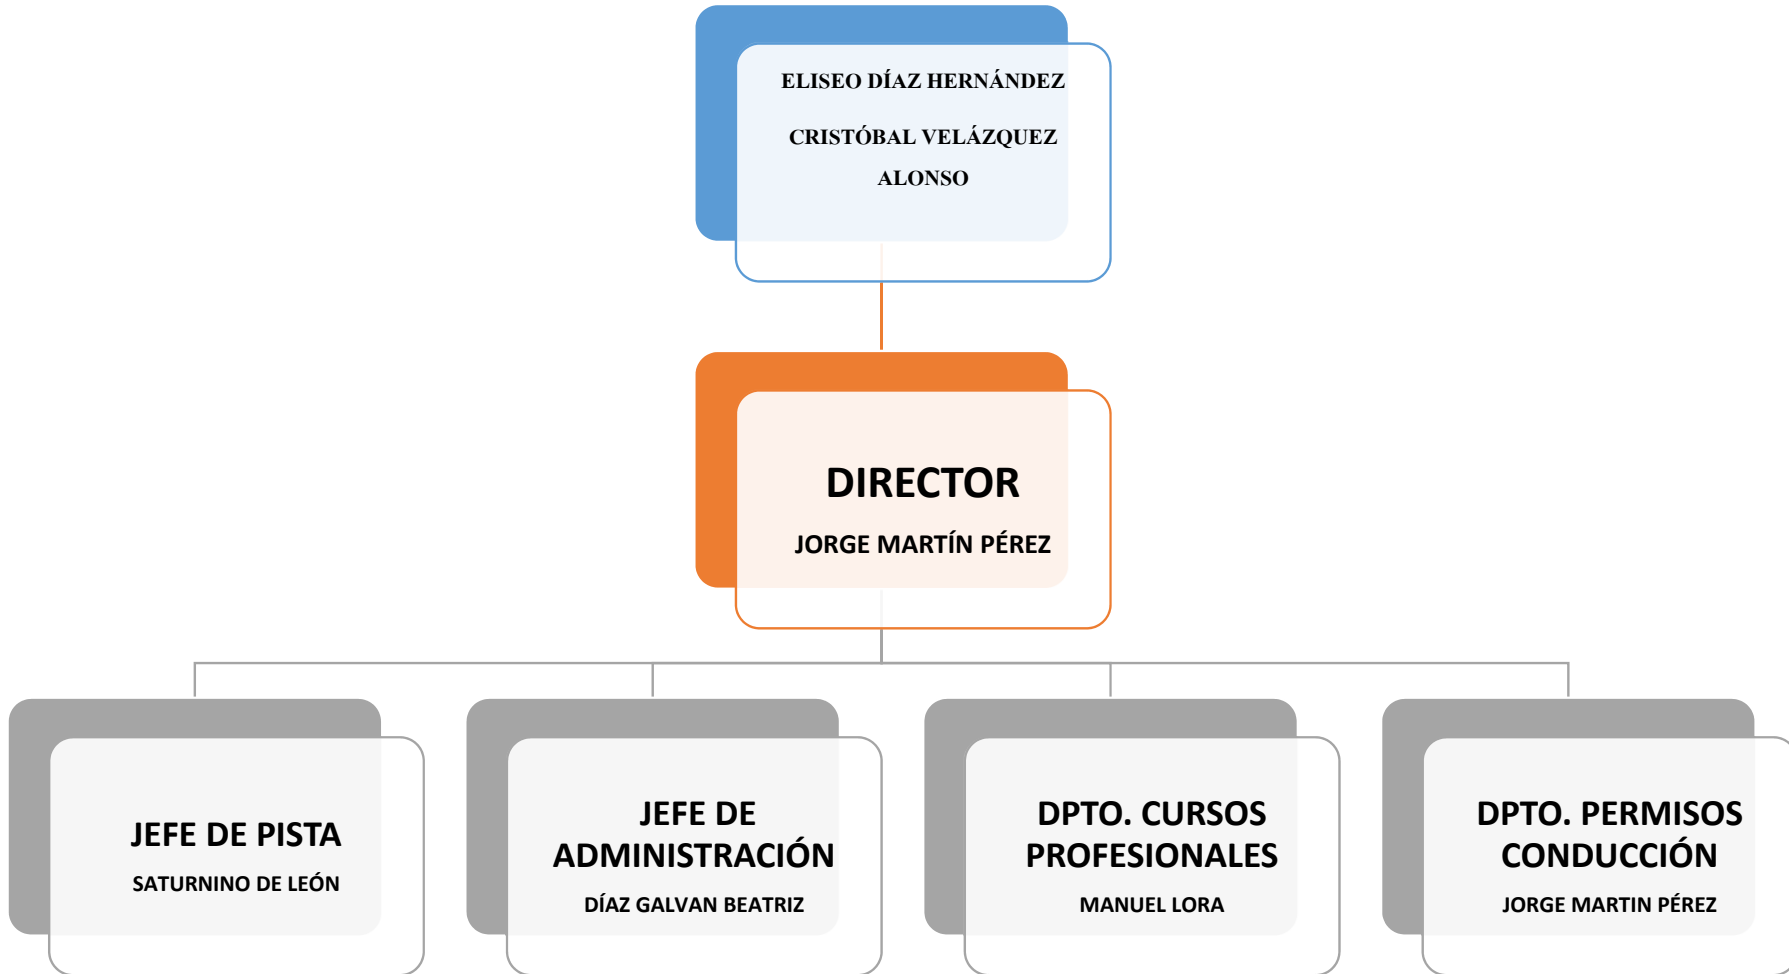 ELISEO DÍAZ HERNÁNDEZ
CRISTÓBAL VELÁZQUEZ
ALONSO
DIRECTOR
JORGE MARTÍN PÉREZ
JEFE DE PISTA
SATURNINO DE LEÓN
JEFE DE
ADMINISTRACIÓN
DÍAZ GALVAN BEATRIZ
DPTO. CURSOS
PROFESIONALES
MANUEL LORA
DPTO. PERMISOS
CONDUCCIÓN
JORGE MARTIN PÉREZ